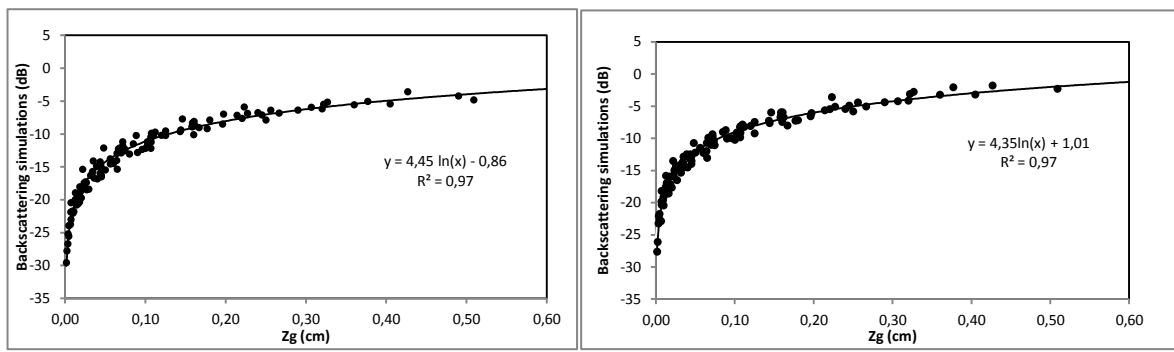 Backscattering simulations (dB)
5
0
-5
-10
-15
-20
-25
-30
-35
y = 4,45 ln(x) - 0,86
R² = 0,97
0,00 0,10 0,20 0,30 0,40 0,50 0,60
Zg (cm)
Backscattering simulations (dB)
5
0
-5
-10
-15
-20
-25
-30
-35
y = 4,35ln(x) + 1,01
R² = 0,97
0,00 0,10 0,20 0,30 0,40 0,50 0,60
Zg (cm)